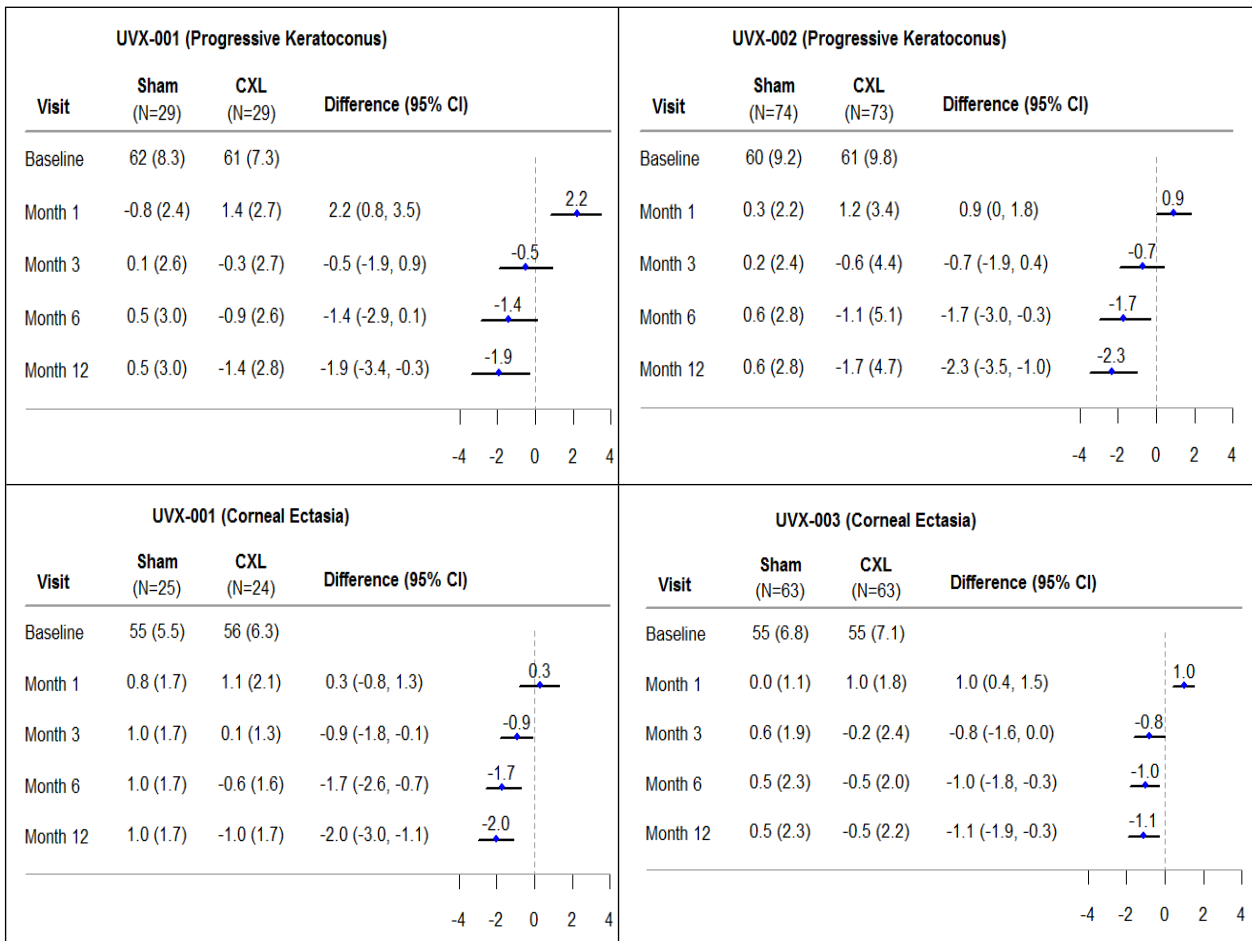 UVX-001 (Progressive Keratoconus)
Visit Sham (N=29) CXL (N=29) Difference (95% CI)
Baseline 62 (8.3) 61 (7.3)
Month 1 -0.8 (2.4) 1.4 (2.7) 2.2 (0.8, 3.5) 2.2
Month 3 0.1 (2.6) -0.3 (2.7) -0.5 (-1.9, 0.9) -0.5
Month 6 0.5 (3.0) -0.9 (2.6) -1.4 (-2.9, 0.1) -1.4
Month 12 0.5 (3.0) -1.4 (2.8) -1.9 (-3.4, -0.3) -1.9
-4 -2 0 2 4
UVX-002 (Progressive Keratoconus)
Visit Sham (N=74) CXL (N=73) Difference (95% CI)
Baseline 60 (9.2) 61 (9.8)
Month 1 0.3 (2.2) 1.2 (3.4) 0.9 (0, 1.8) 0.9
Month 3 0.2 (2.4) -0.6 (4.4) -0.7 (-1.9, 0.4) -0.7
Month 6 0.6 (2.8) -1.1 (5.1) -1.7 (-3.0, -0.3) -1.7
Month 12 0.6 (2.8) -1.7 (4.7) -2.3 (-3.5, -1.0) -2.3
-4 -2 0 2 4
UVX-001 (Corneal Ectasia)
Visit Sham (N=25) CXL (N=24) Difference (95% CI)
Baseline 55 (5.5) 56 (6.3)
Month 1 0.8 (1.7) 1.1 (2.1) 0.3 (-0.8, 1.3) 0.3
Month 3 1.0 (1.7) 0.1 (1.3) -0.9 (-1.8, -0.1) -0.9
Month 6 1.0 (1.7) -0.6 (1.6) -1.7 (-2.6, -0.7) -1.7
Month 12 1.0 (1.7) -1.0 (1.7) -2.0 (-3.0, -1.1) -2.0
-4 -2 0 2 4
UVX-003 (Corneal Ectasia)
Visit Sham (N=63) CXL (N=63) Difference (95% CI)
Baseline 55 (6.8) 55 (7.1)
Month 1 0.0 (1.1) 1.0 (1.8) 1.0 (0.4, 1.5) 1.0
Month 3 0.6 (1.9) -0.2 (2.4) -0.8 (-1.6, 0.0) -0.8
Month 6 0.5 (2.3) -0.5 (2.0) -1.0 (-1.8, -0.3) -1.0
Month 12 0.5 (2.3) -0.5 (2.2) -1.1 (-1.9, -0.3) -1.1
-4 -2 0 2 4